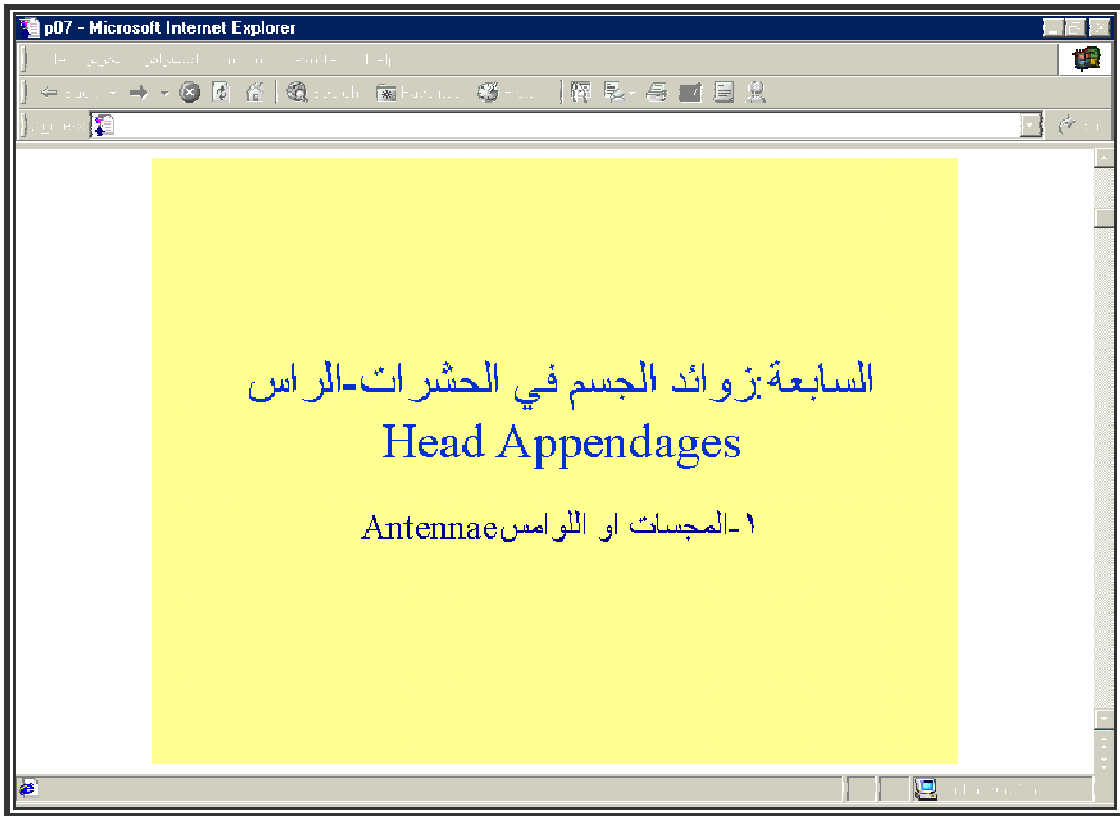 p07 - Microsoft Internet Explorer
السابعة:زوائد الجسم في الحشرات-الراس
Head Appendages
١-المجسات او اللوامسAntennae